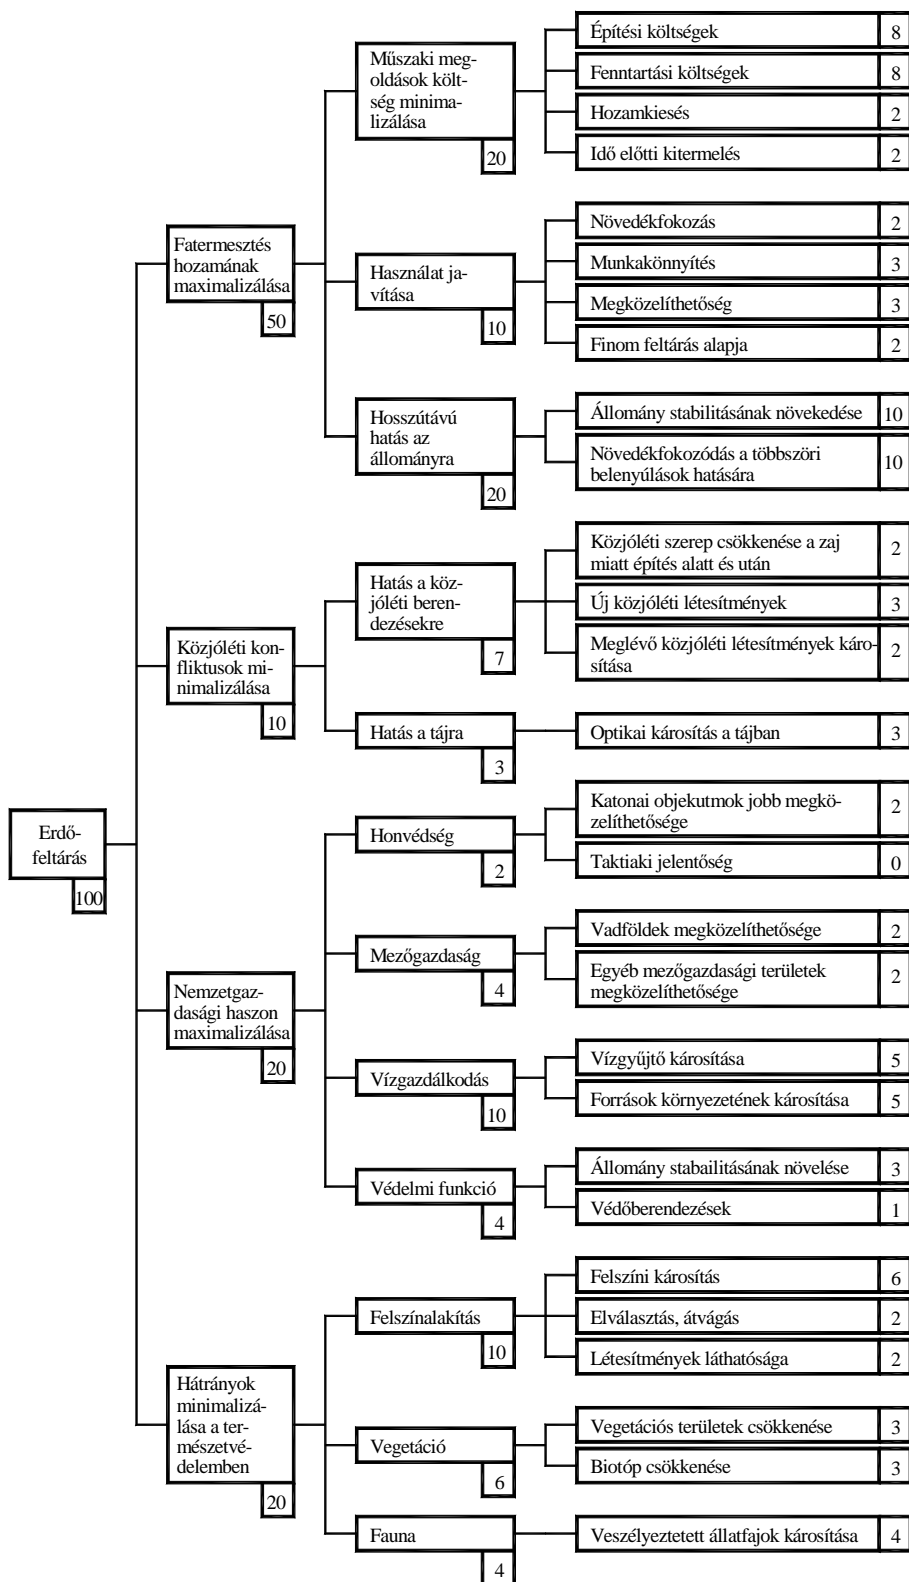 Erdő-
feltárás
100
Fatermesztés
hozamának
maximalizálása
50
Műszaki meg-
oldások költ-
ség minima-
lizálása
20
Építési költségek
8
Fenntartási költségek
8
Hozamkiesés
2
Idő előtti kitermelés
2
Használat ja-
vítása
10
Növedékfokozás
2
Munkakönnyítés
3
Megközelíthetőség
3
Finom feltárás alapja
2
Hosszútávú
hatás az
állományra
20
Állomány stabilitásának növekedése
10
Növedékfokozódás a többszöri
belenyúlások hatására
10
Közjóléti kon-
fliktusok mi-
nimalizálása
10
Hatás a köz-
jóléti beren-
dezésekre
7
Közjóléti szerep csökkenése a zaj
miatt építés alatt és után
2
Új közjóléti létesítmények
3
Meglévő közjóléti létesítmények káro-
sítása
2
Hatás a tájra
3
Optikai károsítás a tájban
3
Nemzetgaz-
dasági haszon
maximalizálása
20
Honvédség
2
Katonai objekutmok jobb megkö-
zelíthetősége
2
Taktiaki jelentőség
0
Mezőgazdaság
4
Vadföldek megközelíthetősége
2
Egyéb mezőgazdasági területek
megközelíthetősége
2
Vízgazdálkodás
10
Vízgyűjtő károsítása
5
Források környezetének károsítása
5
Védelmi funkció
4
Állomány stabailitásának növelése
3
Védőberendezések
1
Hátrányok
minimalizá-
lása a ter-
mészetvé-
delemben
20
Felszínalakítás
10
Felszíni károsítás
6
Elválasztás, átvágás
2
Létesítmények láthatósága
2
Vegetáció
6
Vegetációs területek csökkenése
3
Biotóp csökkenése
3
Fauna
4
Veszélyeztetett állatfajok károsítása
4